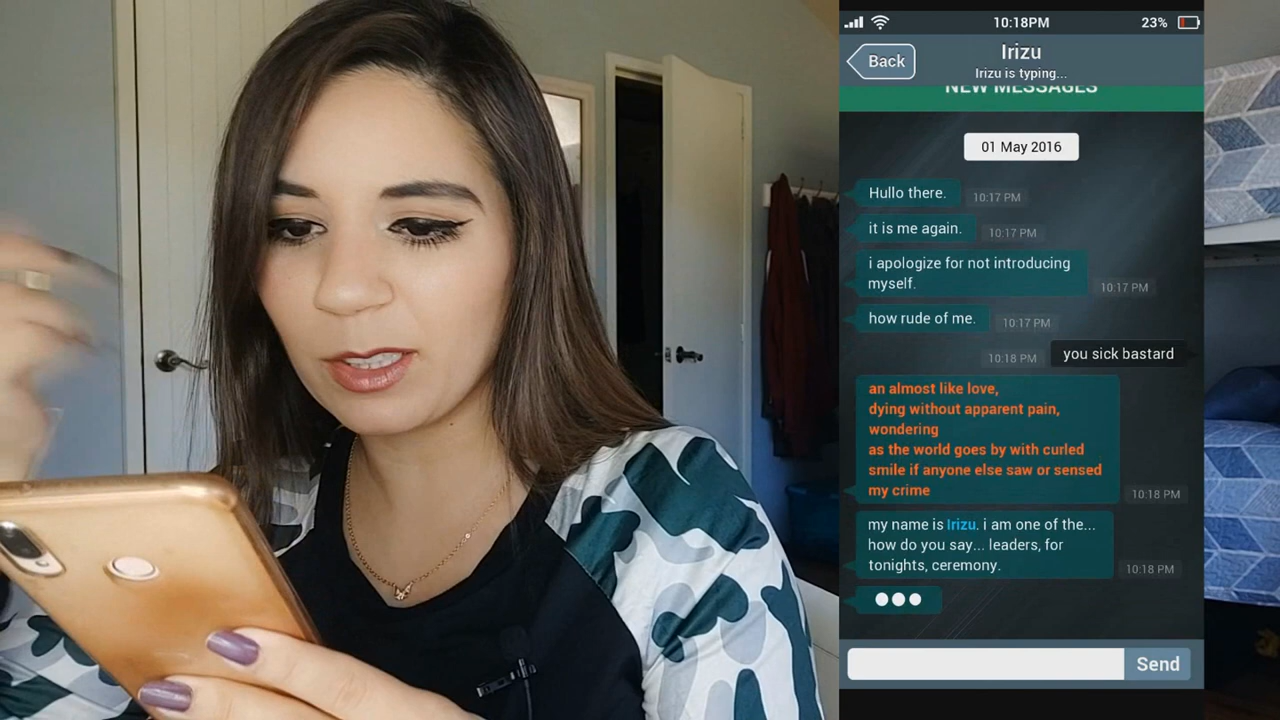 10:18PM
23%
Back
Irizu
Irizu is typing...
NEW MESSAGES
01 May 2016
Hullo there.
10:17 PM
it is me again.
10:17 PM
i apologize for not introducing
myself.
10:17 PM
how rude of me.
10:17 PM
10:18 PM
you sick bastard
an almost like love,
dying without apparent pain,
wondering
as the world goes by with curled
smile if anyone else saw or sensed
my crime
10:18 PM
my name is Irizu. i am one of the...
how do you say... leaders, for
tonights, ceremony.
10:18 PM
Send